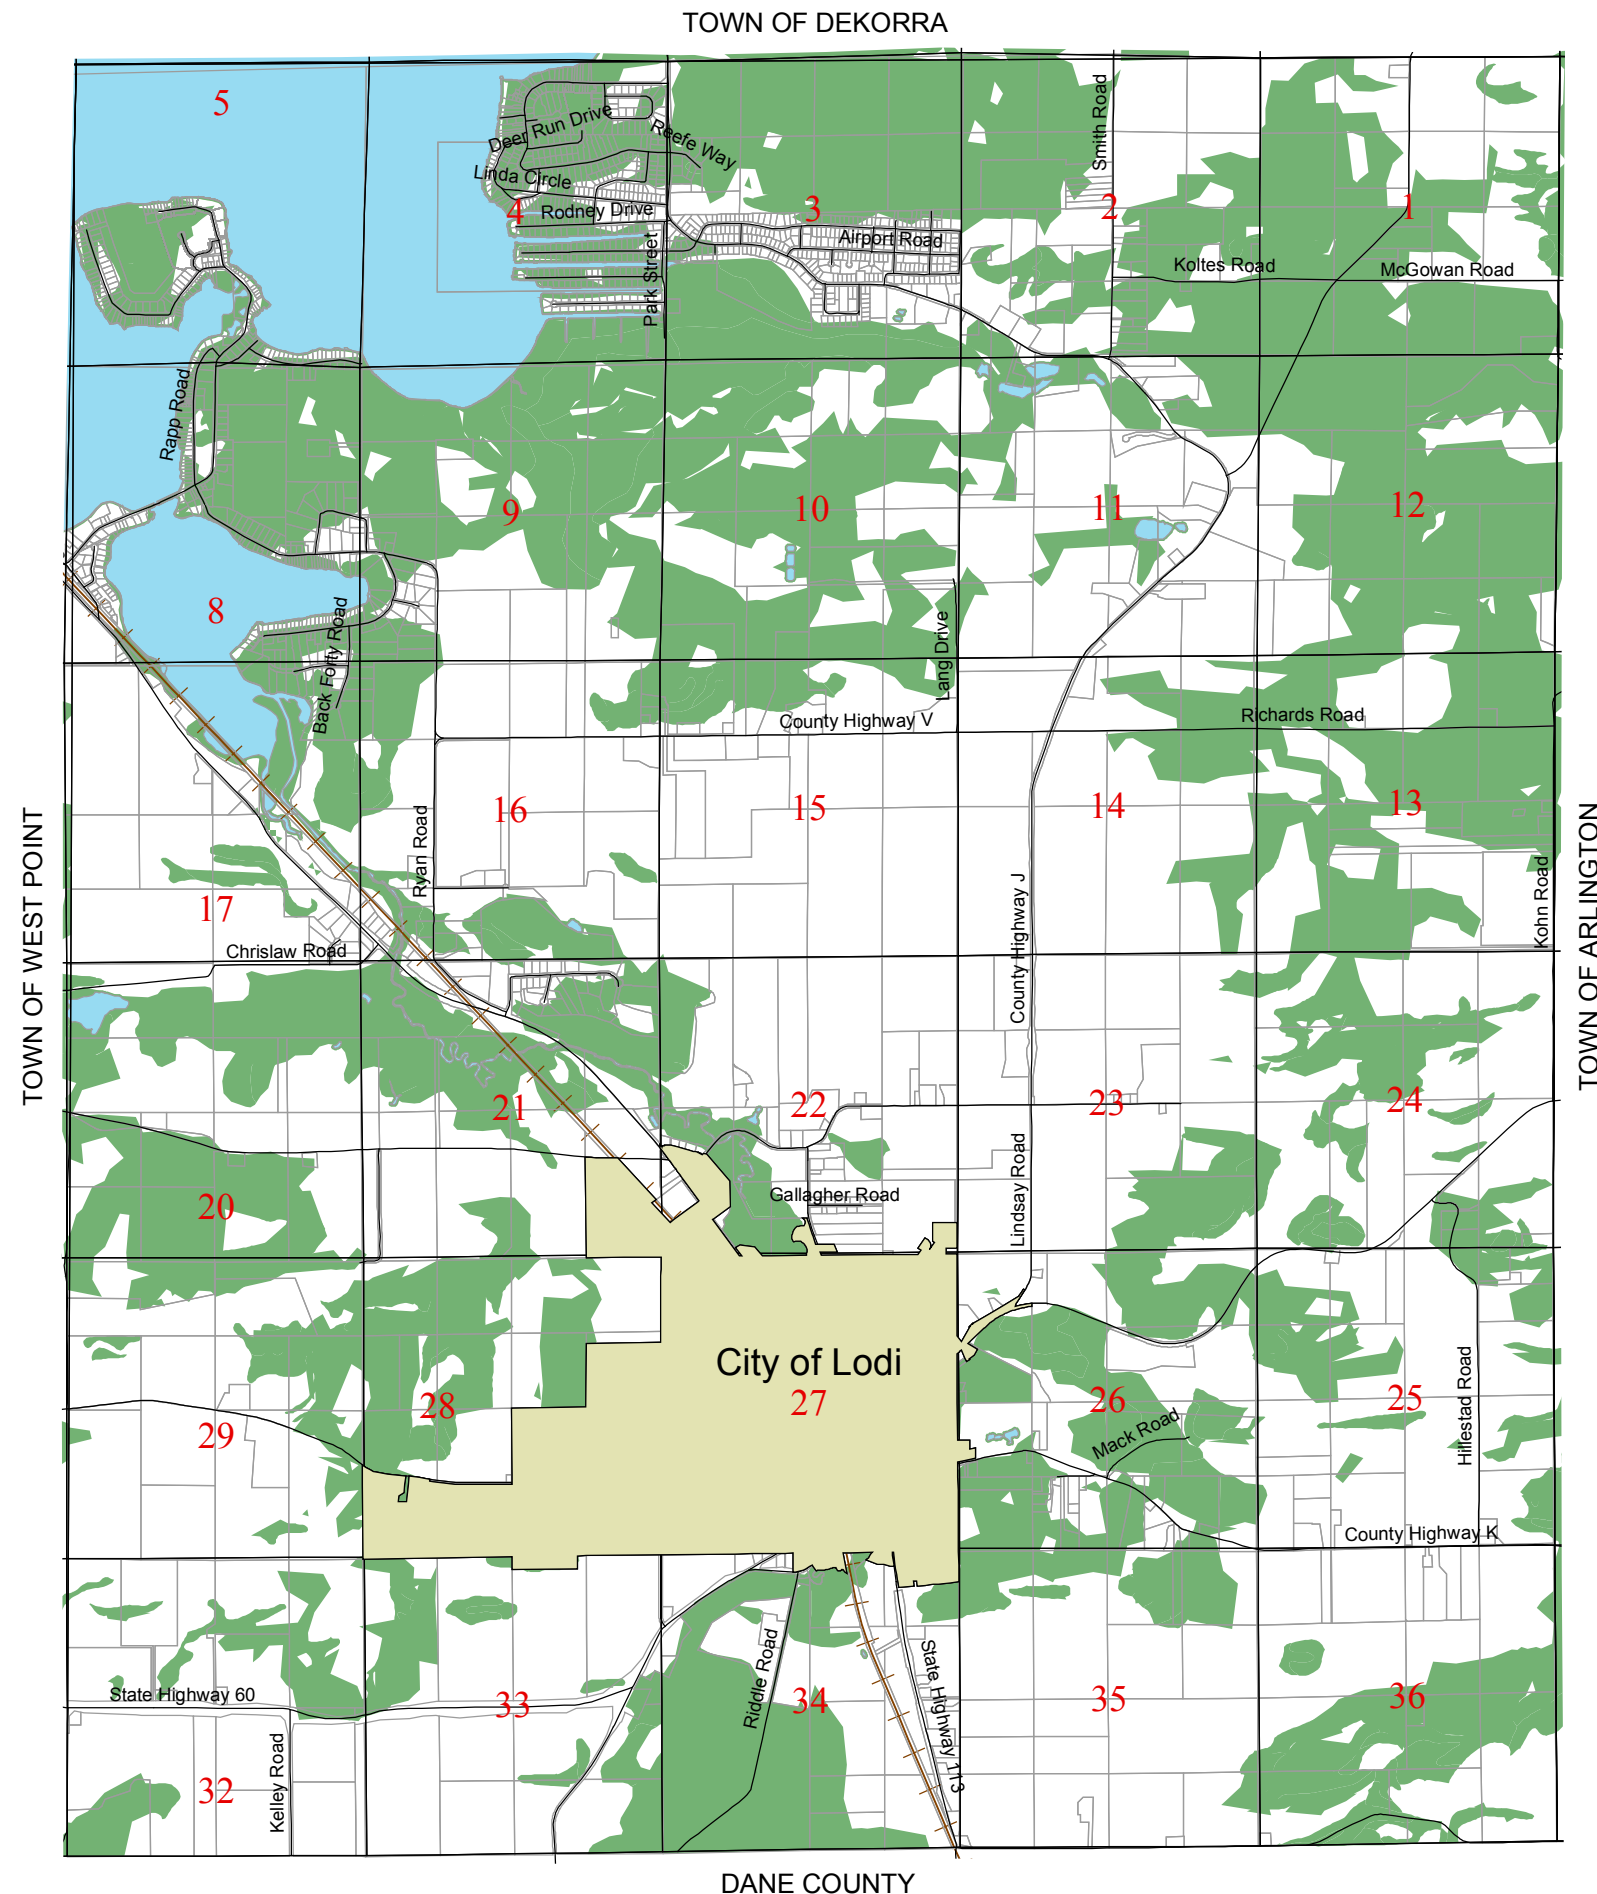 TOWN OF DEKORRA
5
Smith Road
Deer Run Drive
Reefe Way
Linda Circle
4
Rodney Drive
3
2
1
Airport Road
Park Street
Koltes Road
McGowan Road
Rapp Road
9
10
11
12
8
Back Forty Road
Lang Drive
County Highway V
Richards Road
16
15
14
13
Ryan Road
TOWN OF WEST POINT
TOWN OF ARLINGTON
17
Chrislaw Road
County Highway J
Kohn Road
21
22
23
24
20
Gallagher Road
Lindsay Road
City of Lodi
27
28
29
26
Mack Road
25
Hillestad Road
County Highway K
State Highway 60
33
Riddle Road
34
State Highway 113
35
36
32
Kelley Road
DANE COUNTY